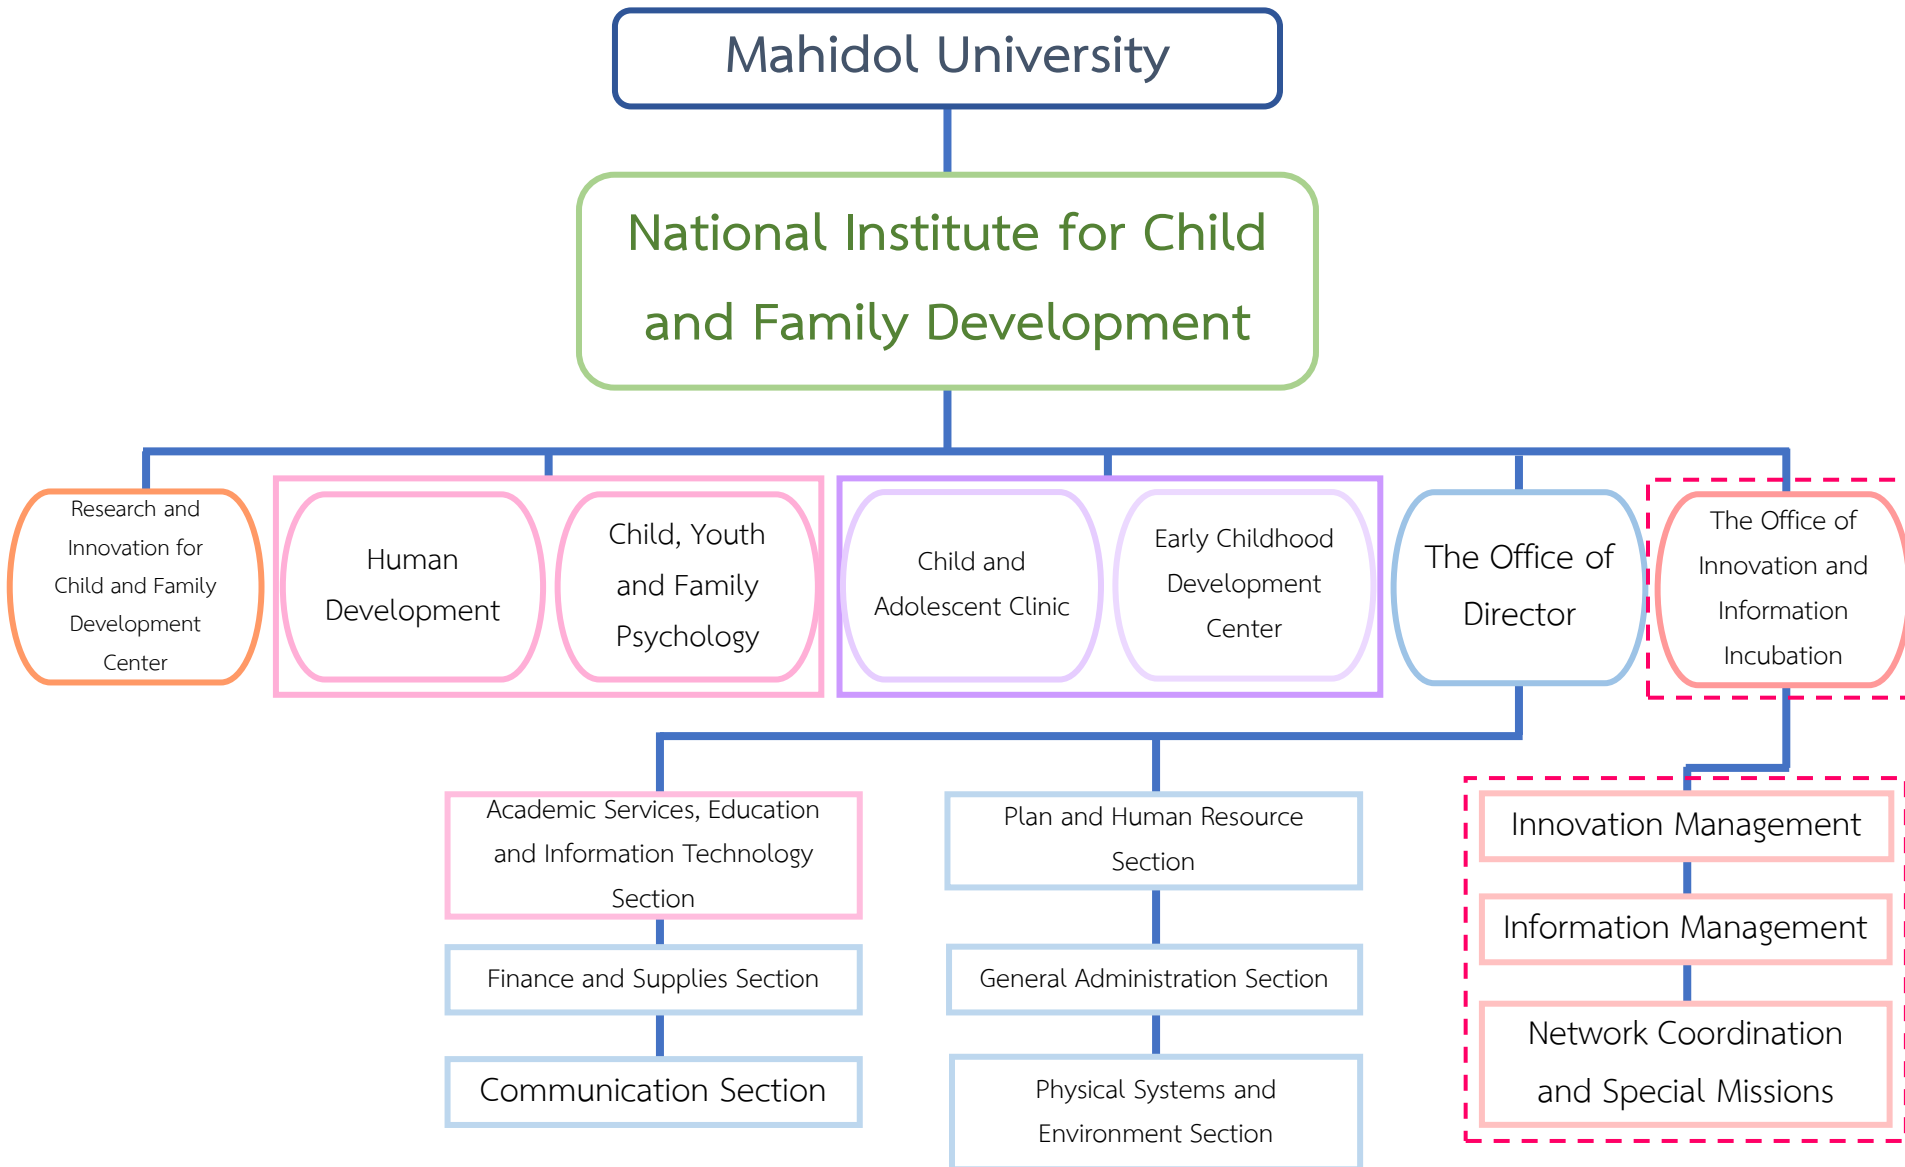 Mahidol University
National Institute for Child
and Family Development
Research and
Innovation for
Child and Family
Development
Center
Human
Development
Child, Youth
and Family
Psychology
Child and
Adolescent Clinic
Early Childhood
Development
Center
The Office of
Director
The Office of
Innovation and
Information
Incubation
Academic Services, Education
and Information Technology
Section
Finance and Supplies Section
Communication Section
Plan and Human Resource
Section
General Administration Section
Physical Systems and
Environment Section
Innovation Management
Information Management
Network Coordination
and Special Missions